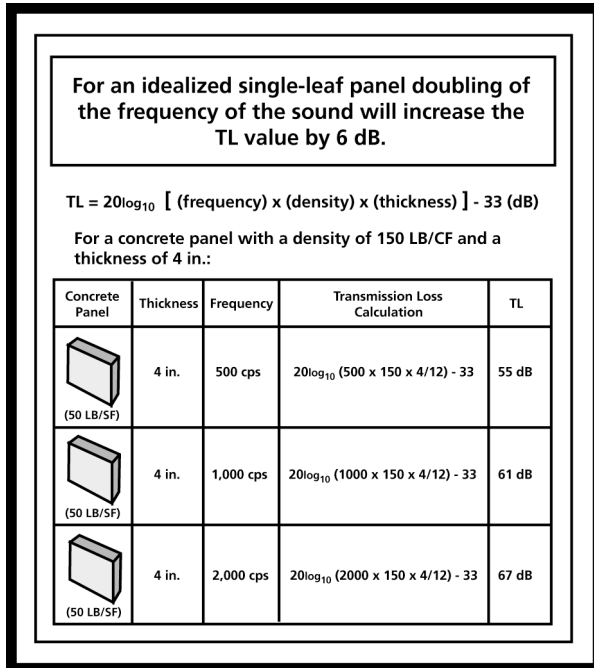 For an idealized single-leaf panel doubling of
the frequency of the sound will increase the
TL value by 6 dB.
TL = 20log10 [ (frequency) x (density) x (thickness) ] - 33 (dB)
For a concrete panel with a density of 150 LB/CF and a
thickness of 4 in.:
Concrete
Panel
Thickness
Frequency
Transmission Loss
Calculation
TL
4 in.
500 cps
20log10 (500 x 150 x 4/12) - 33
55 dB
(50 LB/SF)
4 in.
1,000 cps
20log10 (1000 x 150 x 4/12) - 33
61 dB
(50 LB/SF)
4 in.
2,000 cps
20log10 (2000 x 150 x 4/12) - 33
67 dB
(50 LB/SF)